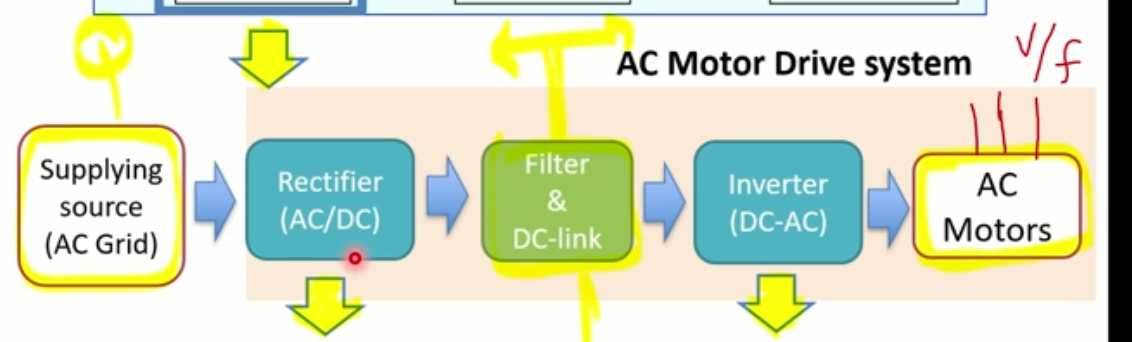 AC Motor Drive system
V/f
Supplying
source
(AC Grid)
Rectifier
(AC/DC)
Filter
&
DC-link
Inverter
(DC-AC)
AC
Motors